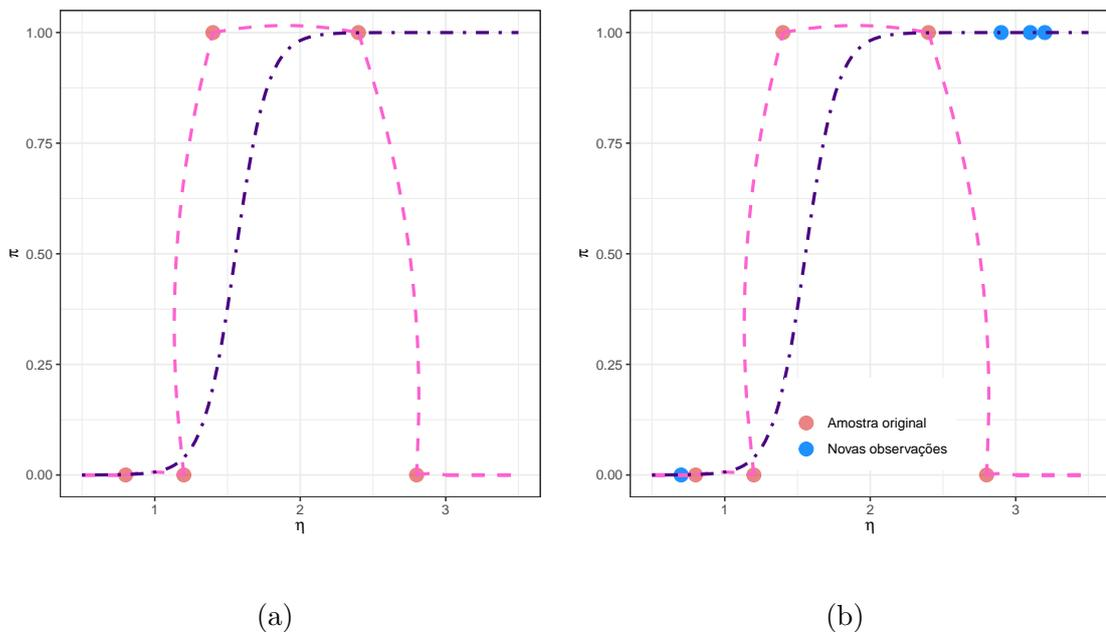 1.00
0.75
π 0.50
0.25
0.00
1 2 3
η
(a)
1.00
0.75
π 0.50
0.25
0.00
Amostra original
Novas observações
1 2 3
η
(b)